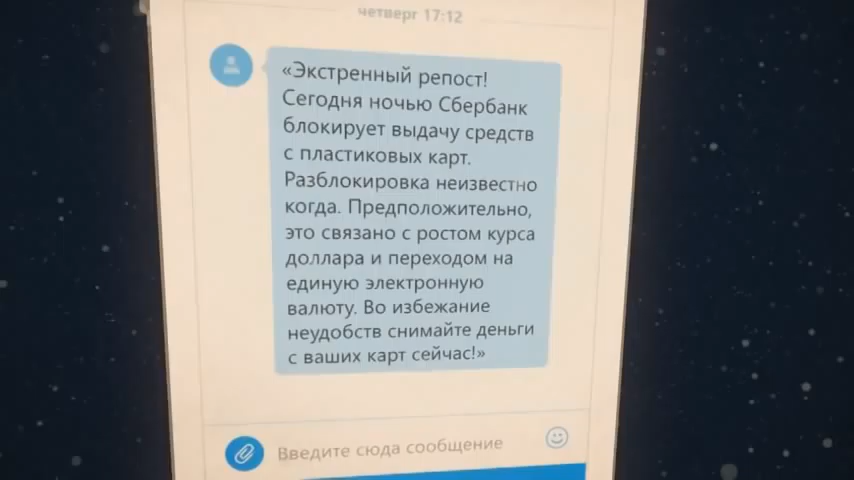 четверг 17:12
«Экстренный репост!
Сегодня ночью Сбербанк
блокирует выдачу средств
с пластиковых карт.
Разблокировка неизвестно
когда. Предположительно,
это связано с ростом курса
доллара и переходом на
единую электронную
валюту. Во избежание
неудобств снимайте деньги
с ваших карт сейчас!»
Введите сюда сообщение